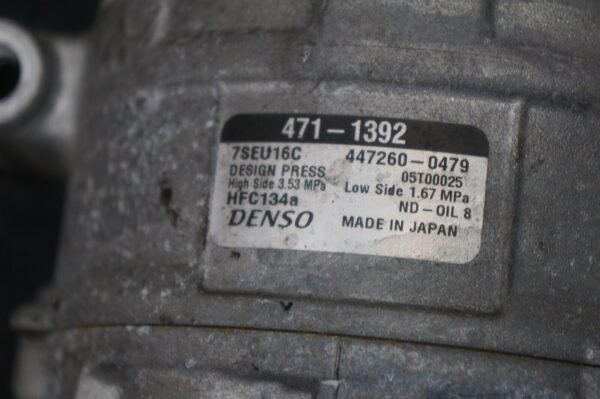 471-1392
7SEU16C 447260-0479
DESIGN PRESS 05T00025
High Side 3.53 MPa Low Side 1.67 MPa
HFC134a ND-OIL 8
DENSO MADE IN JAPAN